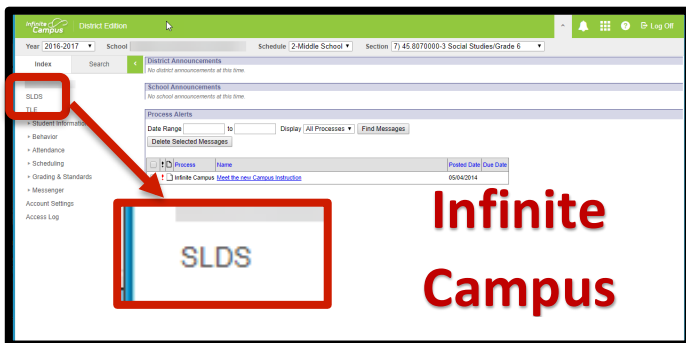 Infinite Campus District Edition Log Off
Year 2016-2017 School Schedule 2-Middle School Section 7) 45.8070000-3 Social Studies/Grade 6
Index Search
District Announcements
No district announcements at this time.
School Announcements
No school announcements at this time.
Process Alerts
Date Range to Display All Processes Find Messages
Delete Selected Messages
Process Name Posted Date Due Date
Infinite Campus Meet the new Campus Instruction 05/04/2014
SLDS
TLE
Student Information
Behavior
Attendance
Scheduling
Grading & Standards
Messenger
Account Settings
Access Log
SLDS
Infinite
Campus